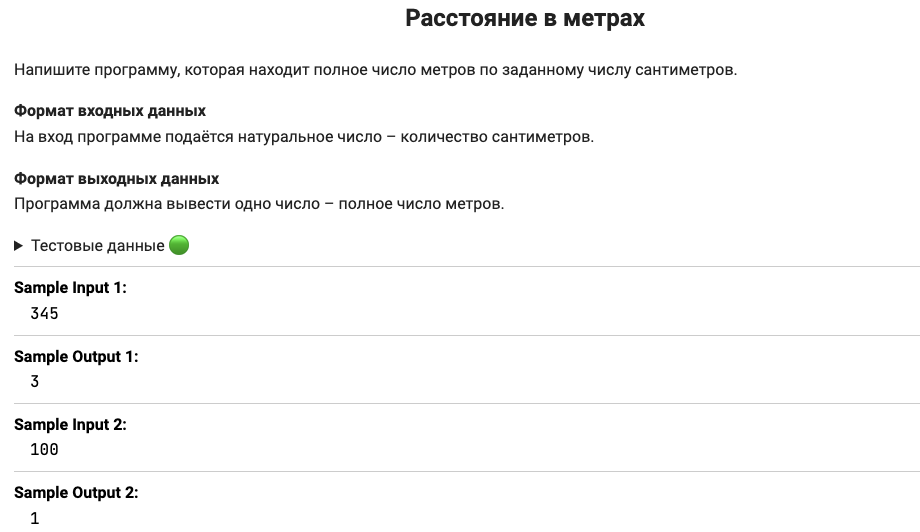 Расстояние в метрах
Напишите программу, которая находит полное число метров по заданному числу сантиметров.
Формат входных данных
На вход программе подаётся натуральное число – количество сантиметров.
Формат выходных данных
Программа должна вывести одно число – полное число метров.
Тестовые данные
Sample Input 1:
345
Sample Output 1:
3
Sample Input 2:
100
Sample Output 2:
1